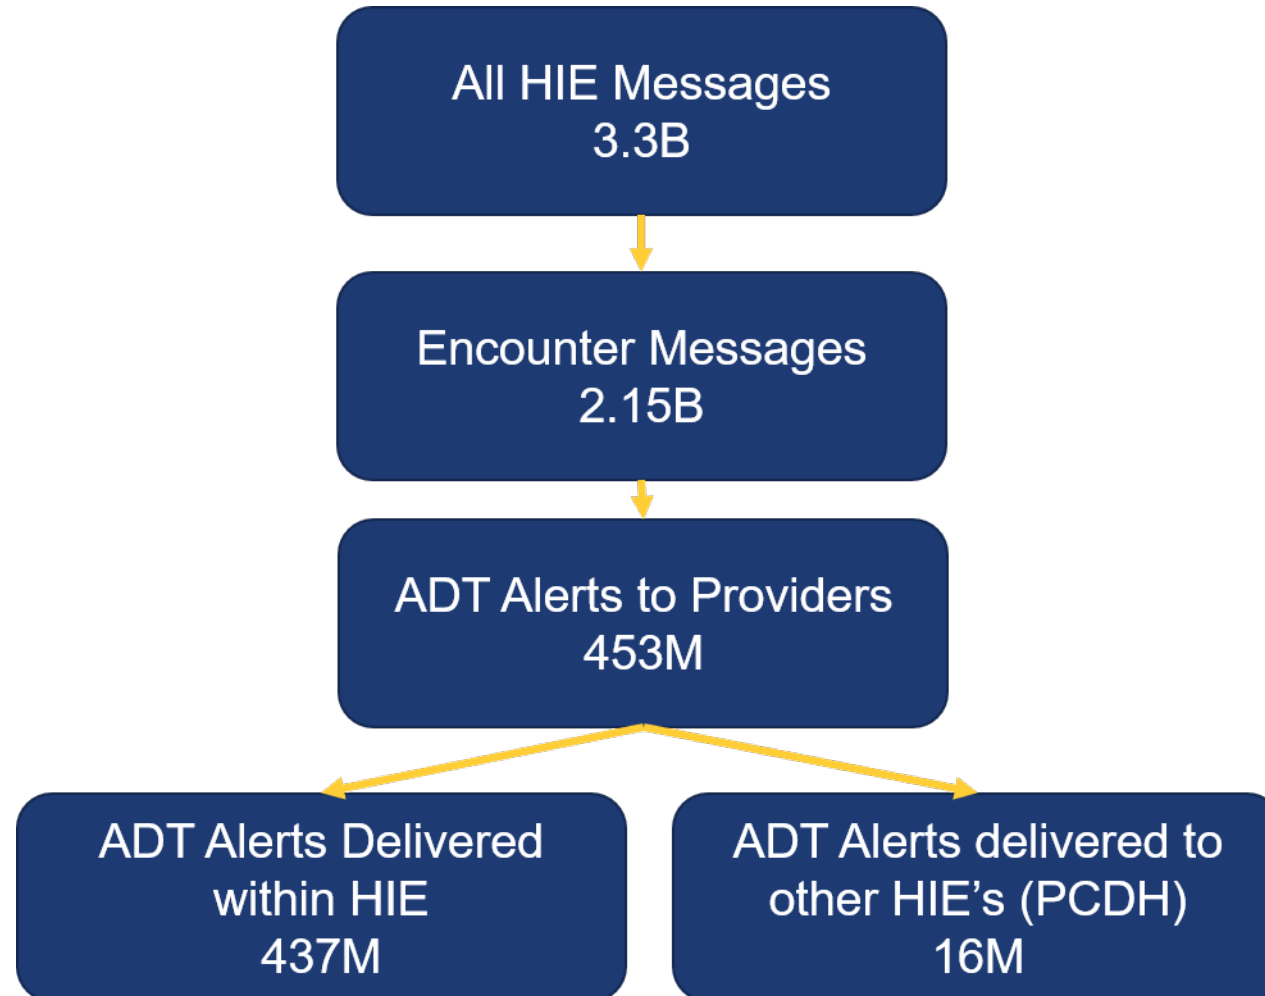 All HIE Messages
3.3B
Encounter Messages
2.15B
ADT Alerts to Providers
453M
ADT Alerts Delivered
within HIE
437M
ADT Alerts delivered to
other HIE’s (PCDH)
16M